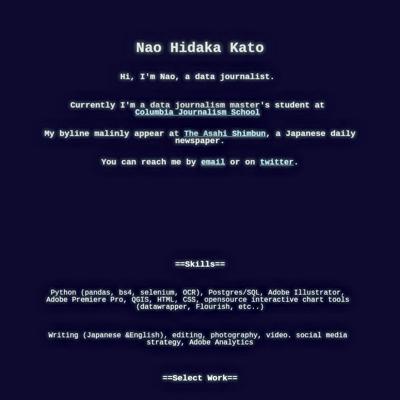 Nao Hidaka Kato
Hi, I'm Nao, a data journalist.
Currently I'm a data journalism master's student at
Columbia Journalism School
My byline malinly appear at The Asahi Shimbun, a Japanese daily
newspaper.
You can reach me by email or on twitter.
==Skills==
Python (pandas, bs4, selenium, OCR), Postgres/SQL, Adobe Illustrator,
Adobe Premiere Pro, QGIS, HTML, CSS, opensource interactive chart tools
(datawrapper, Flourish, etc..)
Writing (Japanese &English), editing, photography, video. social media
strategy, Adobe Analytics
==Select Work==